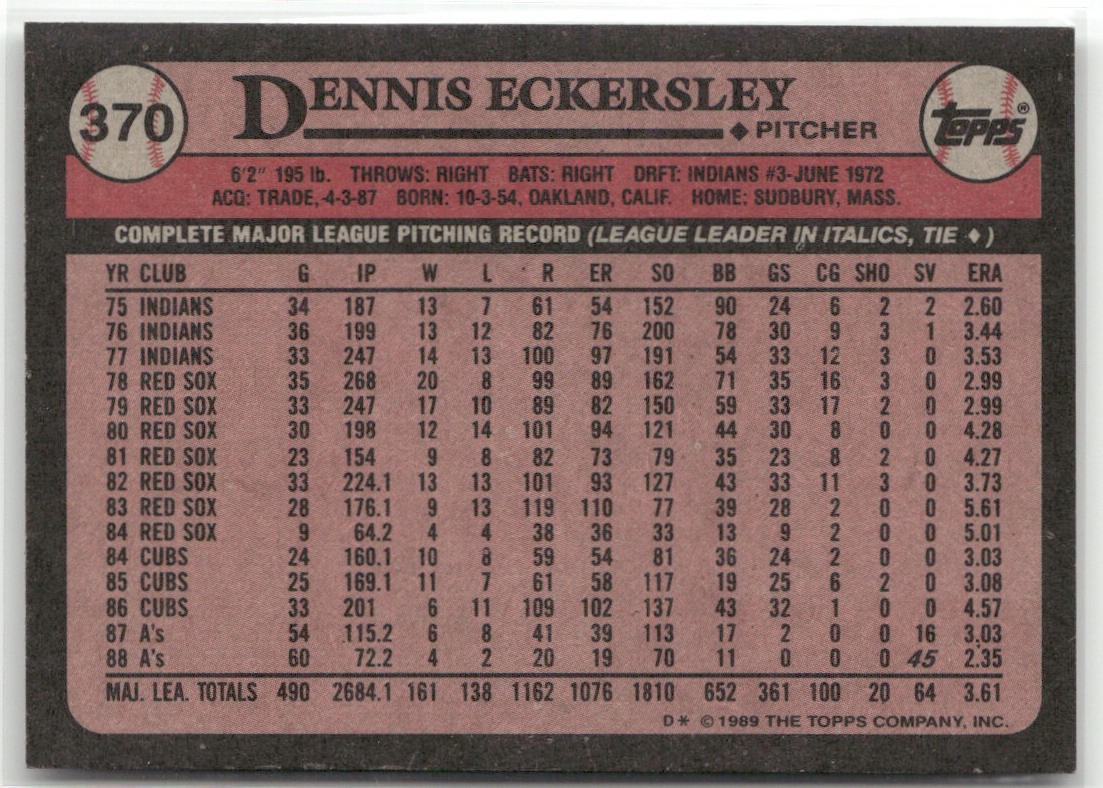 370
DENNIS ECKERSLEY
TOPPS®
◆ PITCHER
6'2" 195 lb. THROWS: RIGHT BATS: RIGHT DRFT: INDIANS #3-JUNE 1972
ACQ: TRADE, 4-3-87 BORN: 10-3-54, OAKLAND, CALIF. HOME: SUDBURY, MASS.
COMPLETE MAJOR LEAGUE PITCHING RECORD (LEAGUE LEADER IN ITALICS, TIE ♦)
YR CLUB G IP W L R ER SO BB GS CG SHO SV ERA
75 INDIANS 34 187 13 7 61 54 152 90 24 6 2 2 2.60
76 INDIANS 36 199 13 12 82 76 200 78 30 9 3 1 3.44
77 INDIANS 33 247 14 13 100 97 191 54 33 12 3 0 3.53
78 RED SOX 35 268 20 8 99 89 162 71 35 16 3 0 2.99
79 RED SOX 33 247 17 10 89 82 150 59 33 17 2 0 2.99
80 RED SOX 30 198 12 14 101 94 121 44 30 8 0 0 4.28
81 RED SOX 23 154 9 8 82 73 79 35 23 8 2 0 4.27
82 RED SOX 33 224.1 13 13 101 93 127 43 33 11 3 0 3.73
83 RED SOX 28 176.1 9 13 119 110 77 39 28 2 0 0 5.61
84 RED SOX 9 64.2 4 4 38 36 33 13 9 2 0 0 5.01
84 CUBS 24 160.1 10 8 59 54 81 36 24 2 0 0 3.03
85 CUBS 25 169.1 11 7 61 58 117 19 25 6 2 0 3.08
86 CUBS 33 201 6 11 109 102 137 43 32 1 0 0 4.57
87 A's 54 115.2 6 8 41 39 113 17 2 0 0 16 3.03
88 A's 60 72.2 4 2 20 19 70 11 0 0 0 45 2.35
MAJ. LEA. TOTALS 490 2684.1 161 138 1162 1076 1810 652 361 100 20 64 3.61
D* © 1989 THE TOPPS COMPANY, INC.